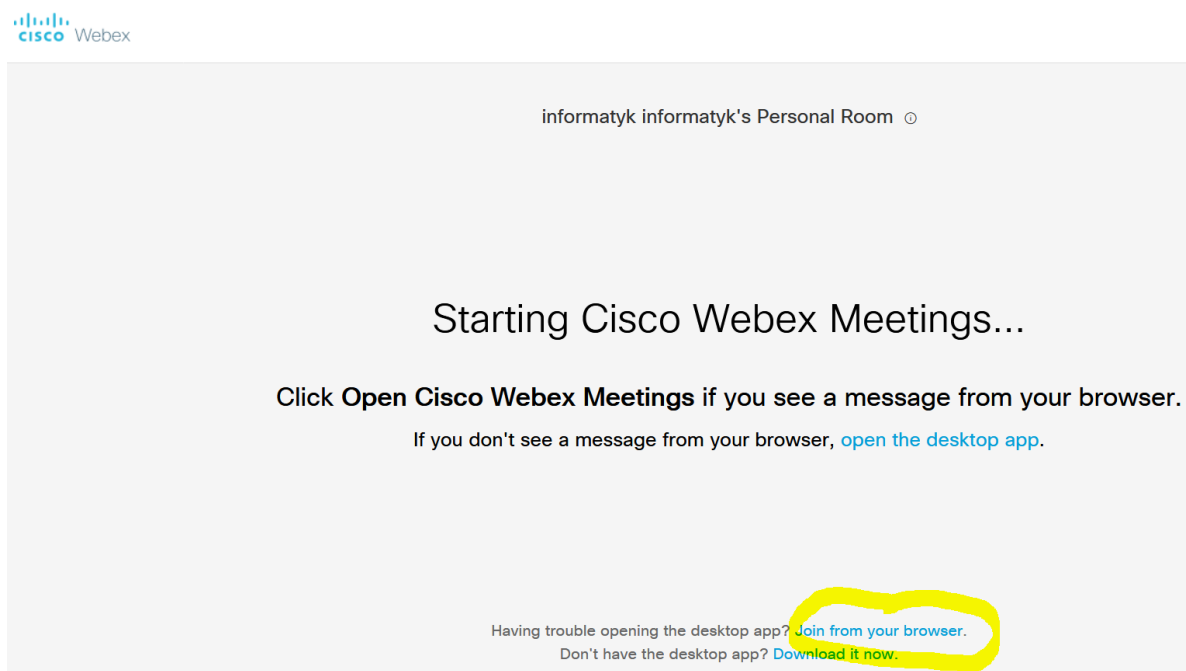 cisco Webex
informatyk informatyk's Personal Room
Starting Cisco Webex Meetings...
Click Open Cisco Webex Meetings if you see a message from your browser.
If you don't see a message from your browser, open the desktop app.
Having trouble opening the desktop app? Join from your browser.
Don't have the desktop app? Download it now.